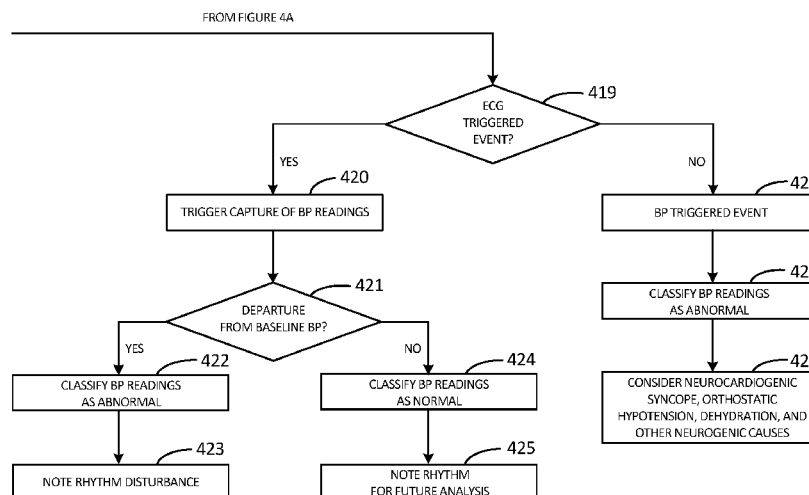 FROM FIGURE 4A
419
ECG
TRIGGERED
EVENT?
YES
NO
420
TRIGGER CAPTURE OF BP READINGS
BP TRIGGERED EVENT
421
DEPARTURE
FROM BASELINE BP?
CLASSIFY BP READINGS
AS ABNORMAL
YES
NO
422
CLASSIFY BP READINGS
AS ABNORMAL
424
CLASSIFY BP READINGS
AS NORMAL
CONSIDER NEUROCARDIOGENIC
SYNCOPE, ORTHOSTATIC
HYPOTENSION, DEHYDRATION, AND
OTHER NEUROGENIC CAUSES
423
NOTE RHYTHM DISTURBANCE
425
NOTE RHYTHM
FOR FUTURE ANALYSIS